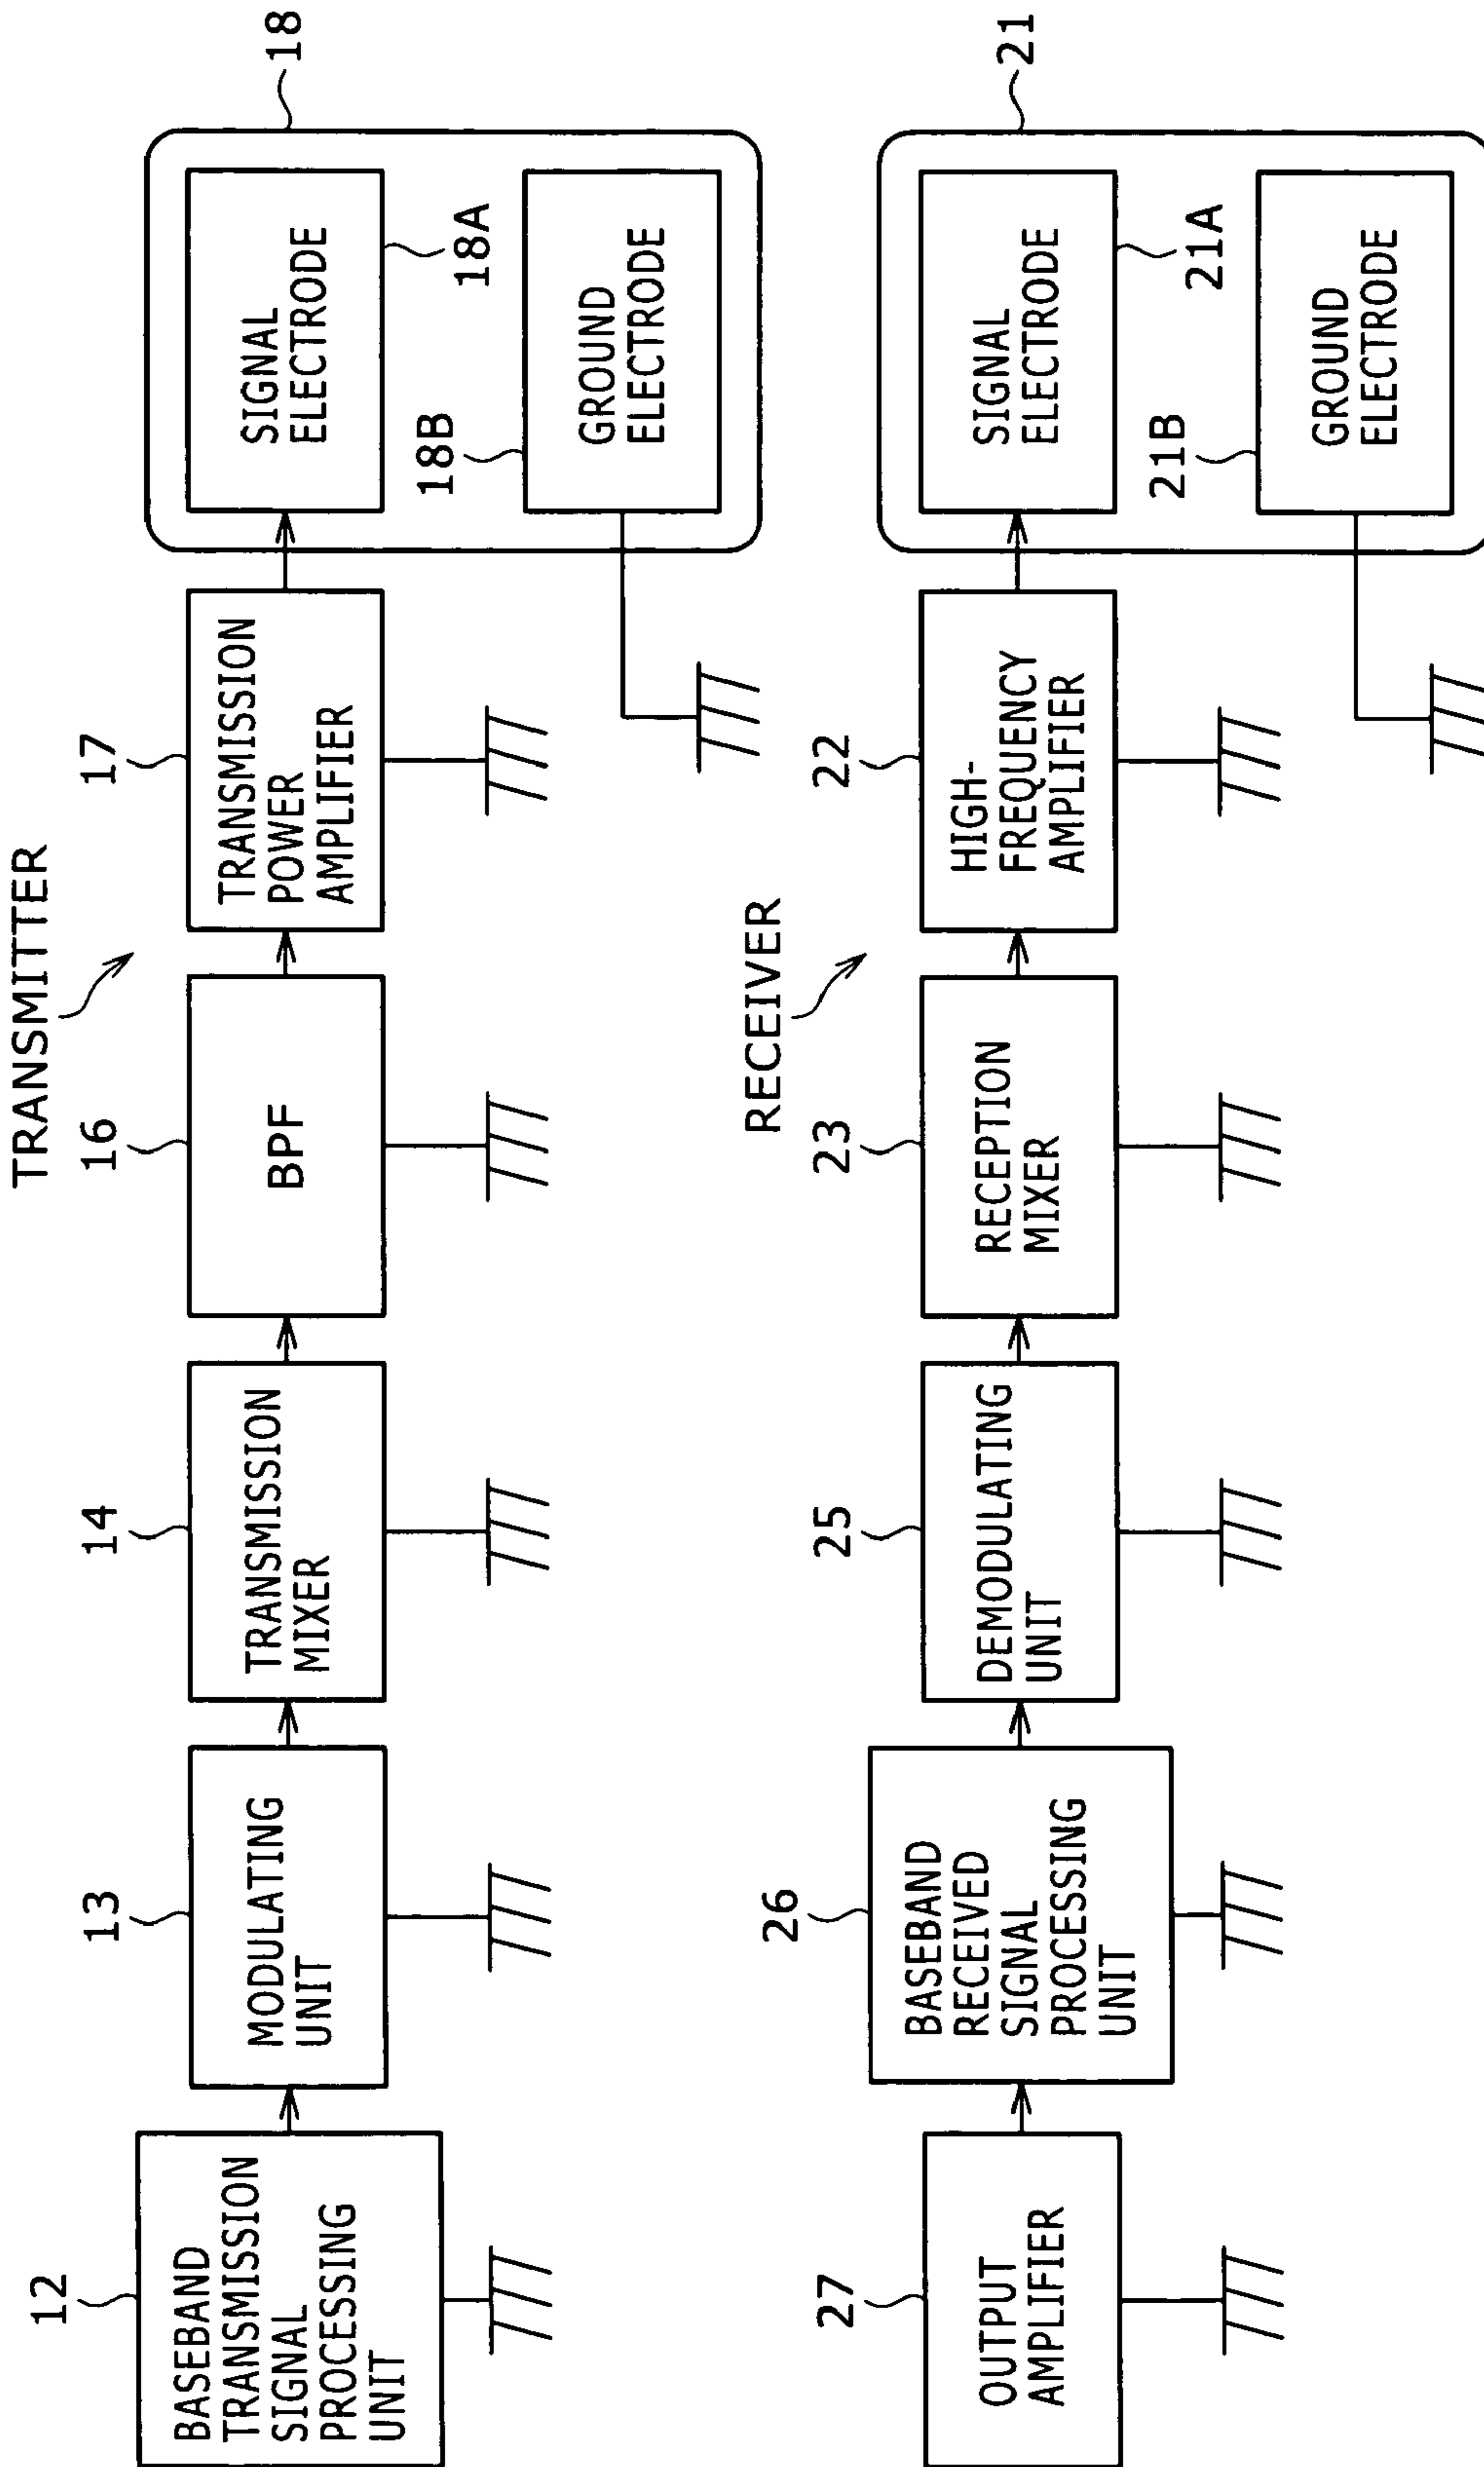 TRANSMITTER
12
BASEBAND
TRANSMISSION
SIGNAL
PROCESSING
UNIT
13
MODULATING
UNIT
14
TRANSMISSION
MIXER
16
BPF
17
TRANSMISSION
POWER
AMPLIFIER
18
SIGNAL
ELECTRODE
18A
18B
GROUND
ELECTRODE
RECEIVER
27
OUTPUT
AMPLIFIER
26
BASEBAND
RECEIVED
SIGNAL
PROCESSING
UNIT
25
DEMODULATING
UNIT
23
RECEPTION
MIXER
22
HIGH-
FREQUENCY
AMPLIFIER
21
SIGNAL
ELECTRODE
21A
21B
GROUND
ELECTRODE